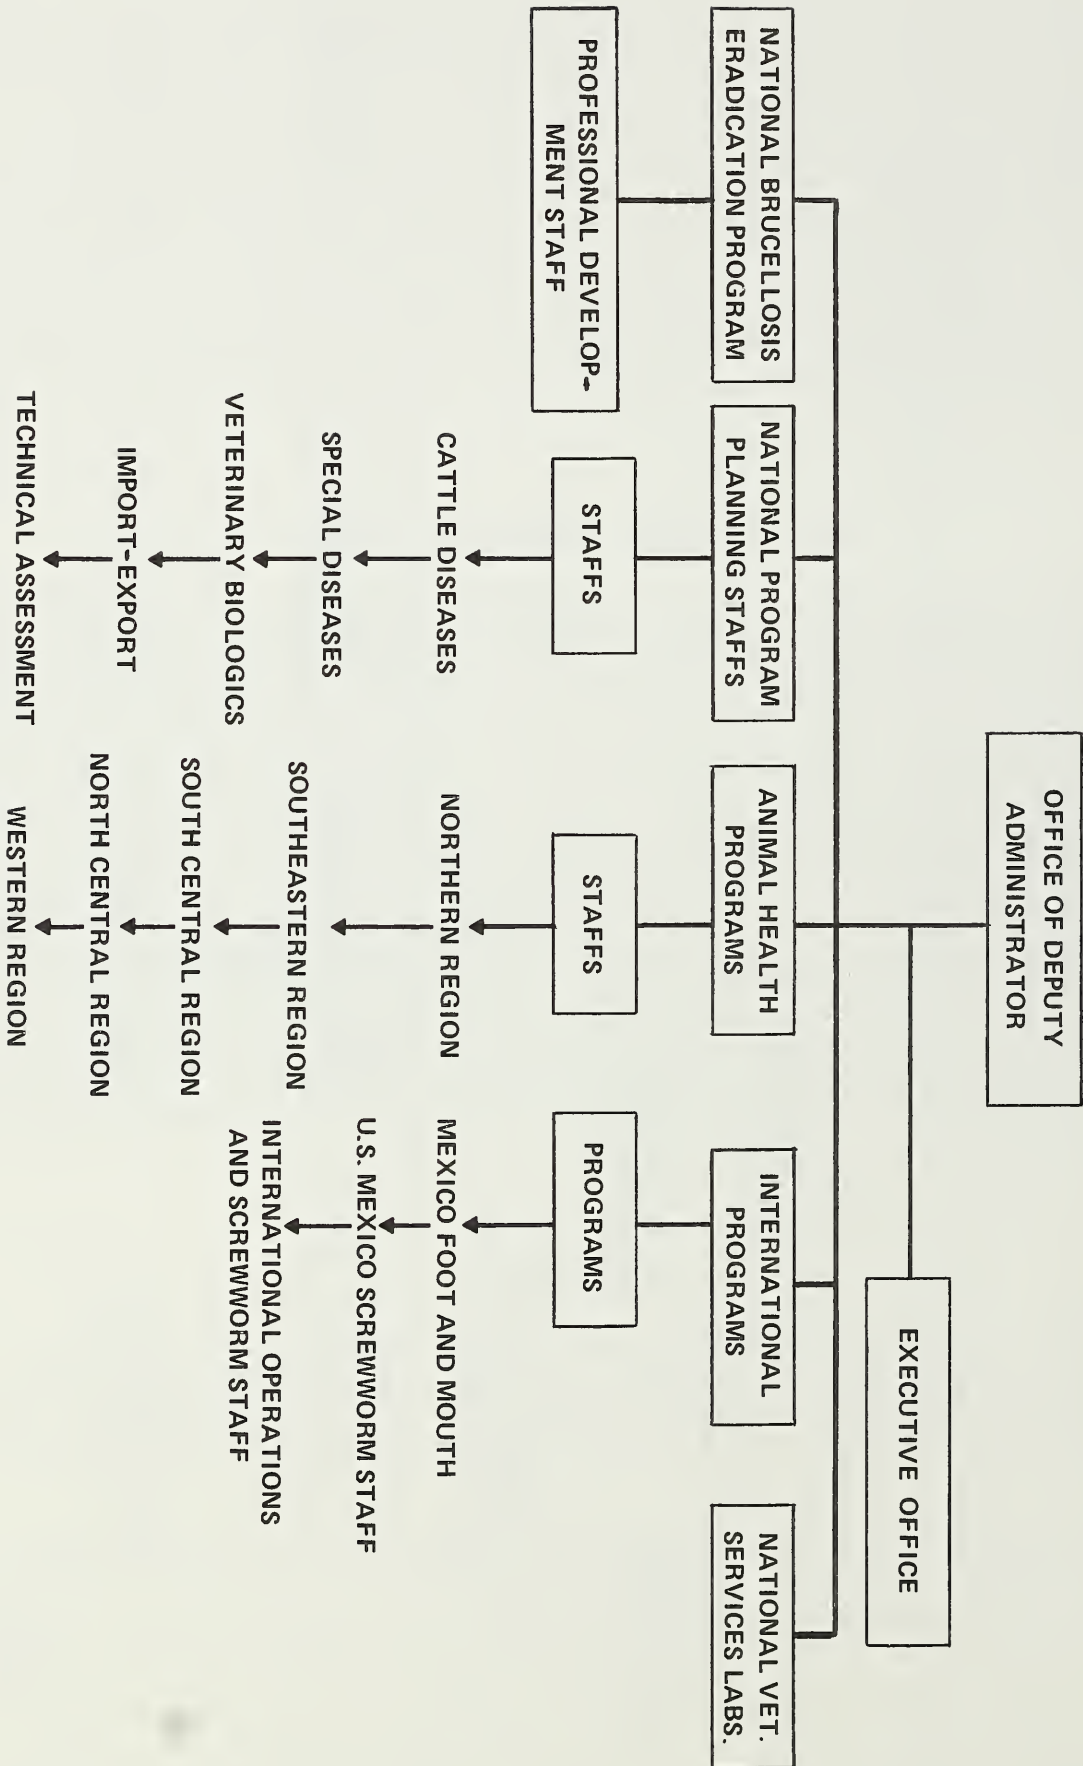 OFFICE OF DEPUTY
ADMINISTRATOR
EXECUTIVE OFFICE
NATIONAL BRUCELLOSIS
ERADICATION PROGRAM
NATIONAL PROGRAM
PLANNING STAFFS
ANIMAL HEALTH
PROGRAMS
INTERNATIONAL
PROGRAMS
NATIONAL VET.
SERVICES LABS.
PROFESSIONAL DEVELOP-
MENT STAFF
STAFFS
CATTLE DISEASES
SPECIAL DISEASES
VETERINARY BIOLOGICS
IMPORT-EXPORT
TECHNICAL ASSESSMENT
STAFFS
NORTHERN REGION
SOUTHEASTERN REGION
SOUTH CENTRAL REGION
NORTH CENTRAL REGION
WESTERN REGION
PROGRAMS
MEXICO FOOT AND MOUTH
U.S. MEXICO SCREWWORM STAFF
INTERNATIONAL OPERATIONS
AND SCREWWORM STAFF